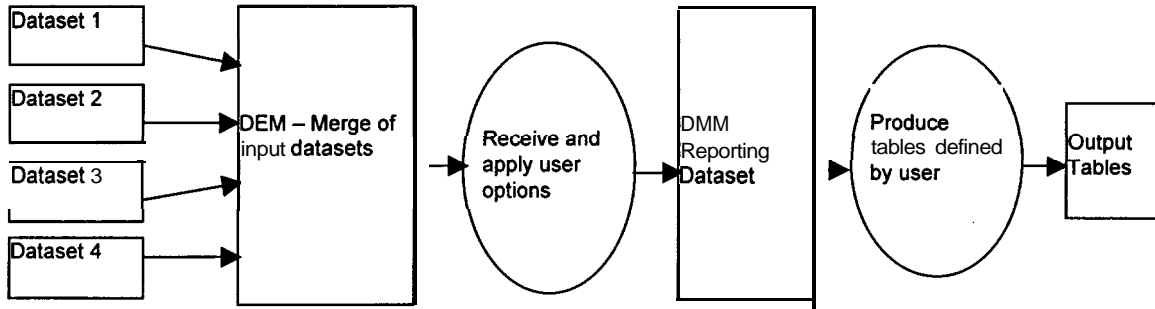 Dataset 1
Dataset 2
Dataset 3
Dataset 4
DEM – Merge of
input datasets
Receive and
apply user
options
DMM
Reporting
Dataset
Produce
tables defined
by user
Output
Tables